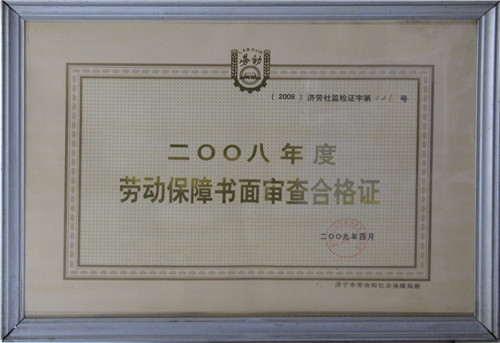 劳动
(2009)济劳社监检证字第 号
二〇〇八年度
劳动保障书面审查合格证
二〇〇九年四月
济宁市劳动和社会保障局制